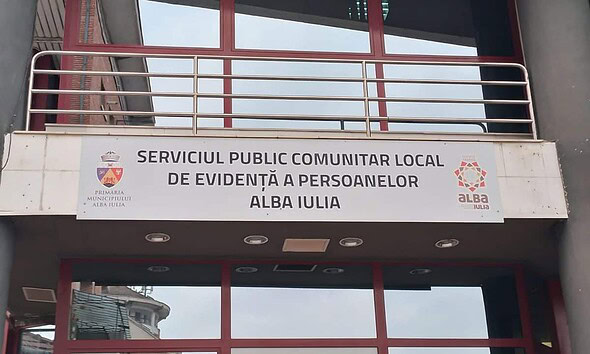 SERVICIUL PUBLIC COMUNITAR LOCAL
DE EVIDENȚĂ A PERSOANELOR
ALBA IULIA
PRIMĂRIA
MUNICIPIULUI
ALBA IULIA
ALBA
IULIA